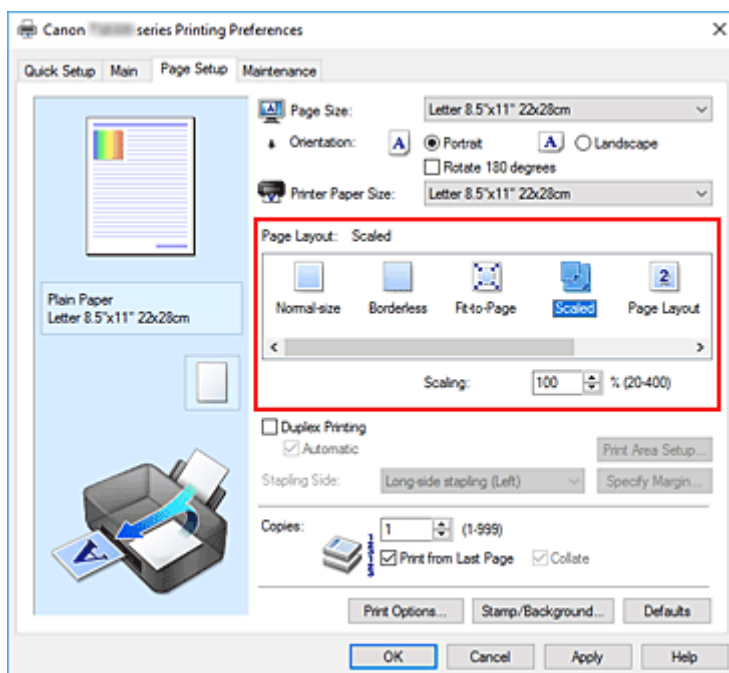 Canon series Printing Preferences
Quick Setup Main Page Setup Maintenance
Page Size: Letter 8.5"x11" 22x28cm
Orientation: A Portrait A Landscape
Rotate 180 degrees
Printer Paper Size: Letter 8.5"x11" 22x28cm
Page Layout: Scaled
Plain Paper
Letter 8.5"x11" 22x28cm
2
Normal-size Borderless Fit-to-Page Scaled Page Layout
Scaling: 100 % (20-400)
Duplex Printing
Automatic Print Area Setup...
Stapling Side: Long-side stapling (Left) Specify Margin...
Copies: 1 (1-999)
Print from Last Page Collate
A
Print Options... Stamp/Background... Defaults
OK Cancel Apply Help